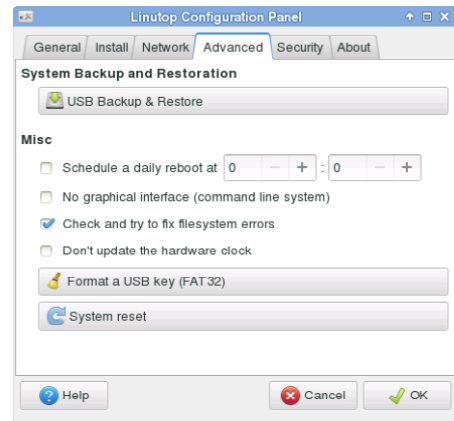 Linutop Configuration Panel
General Install Network Advanced Security About
System Backup and Restoration
USB Backup & Restore
Misc
Schedule a daily reboot at 0 − + : 0 − +
No graphical interface (command line system)
Check and try to fix filesystem errors
Don't update the hardware clock
Format a USB key (FAT32)
System reset
Help Cancel OK